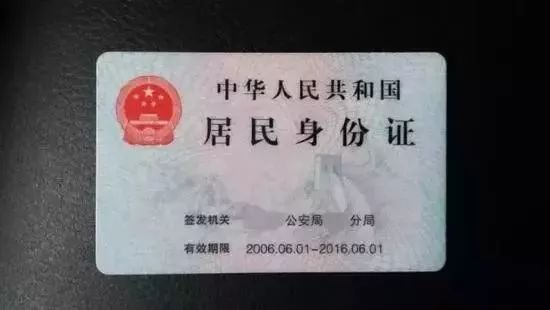 中华人民共和国
居民身份证
签发机关 公安局 分局
有效期限 2006.06.01-2016.06.01